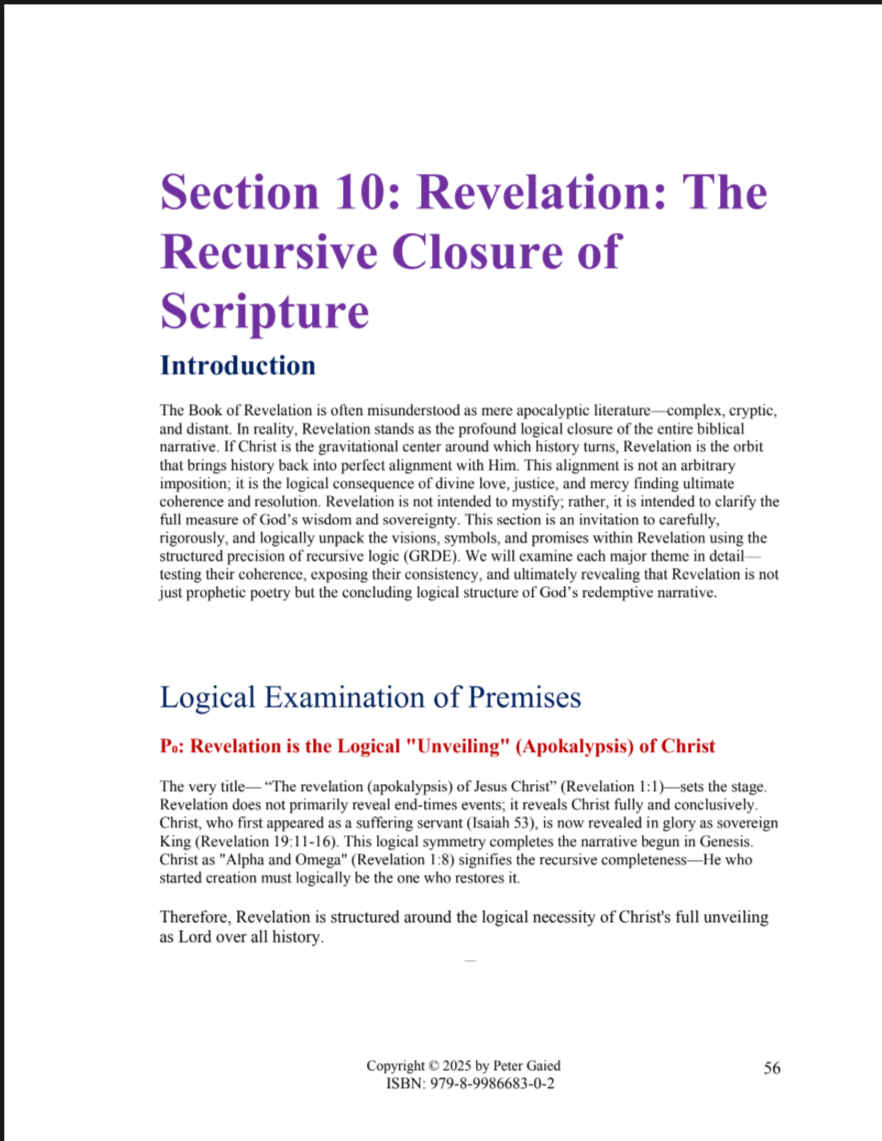 Section 10: Revelation: The
Recursive Closure of
Scripture
Introduction
The Book of Revelation is often misunderstood as mere apocalyptic literature—complex, cryptic,
and distant. In reality, Revelation stands as the profound logical closure of the entire biblical
narrative. If Christ is the gravitational center around which history turns, Revelation is the orbit
that brings history back into perfect alignment with Him. This alignment is not an arbitrary
imposition; it is the logical consequence of divine love, justice, and mercy finding ultimate
coherence and resolution. Revelation is not intended to mystify; rather, it is intended to clarify the
full measure of God’s wisdom and sovereignty. This section is an invitation to carefully,
rigorously, and logically unpack the visions, symbols, and promises within Revelation using the
structured precision of recursive logic (GRDE). We will examine each major theme in detail—
testing their coherence, exposing their consistency, and ultimately revealing that Revelation is not
just prophetic poetry but the concluding logical structure of God’s redemptive narrative.
Logical Examination of Premises
P₀: Revelation is the Logical "Unveiling" (Apokalypsis) of Christ
The very title— “The revelation (apokalypsis) of Jesus Christ” (Revelation 1:1)—sets the stage.
Revelation does not primarily reveal end-times events; it reveals Christ fully and conclusively.
Christ, who first appeared as a suffering servant (Isaiah 53), is now revealed in glory as sovereign
King (Revelation 19:11-16). This logical symmetry completes the narrative begun in Genesis.
Christ as "Alpha and Omega" (Revelation 1:8) signifies the recursive completeness—He who
started creation must logically be the one who restores it.
Therefore, Revelation is structured around the logical necessity of Christ's full unveiling
as Lord over all history.
—
Copyright © 2025 by Peter Gaied
ISBN: 979-8-9986683-0-2
56